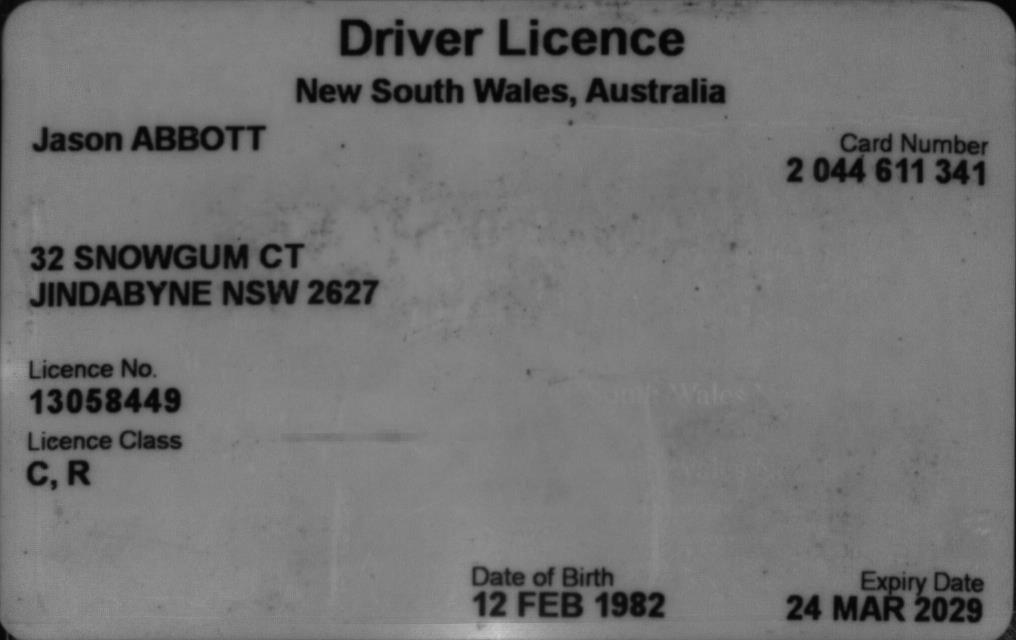 Driver Licence
New South Wales, Australia
Jason ABBOTT
Card Number
2 044 611 341
32 SNOWGUM CT
JINDABYNE NSW 2627
Licence No.
13058449
Licence Class
C, R
South Wales
Date of Birth
12 FEB 1982
Expiry Date
24 MAR 2029